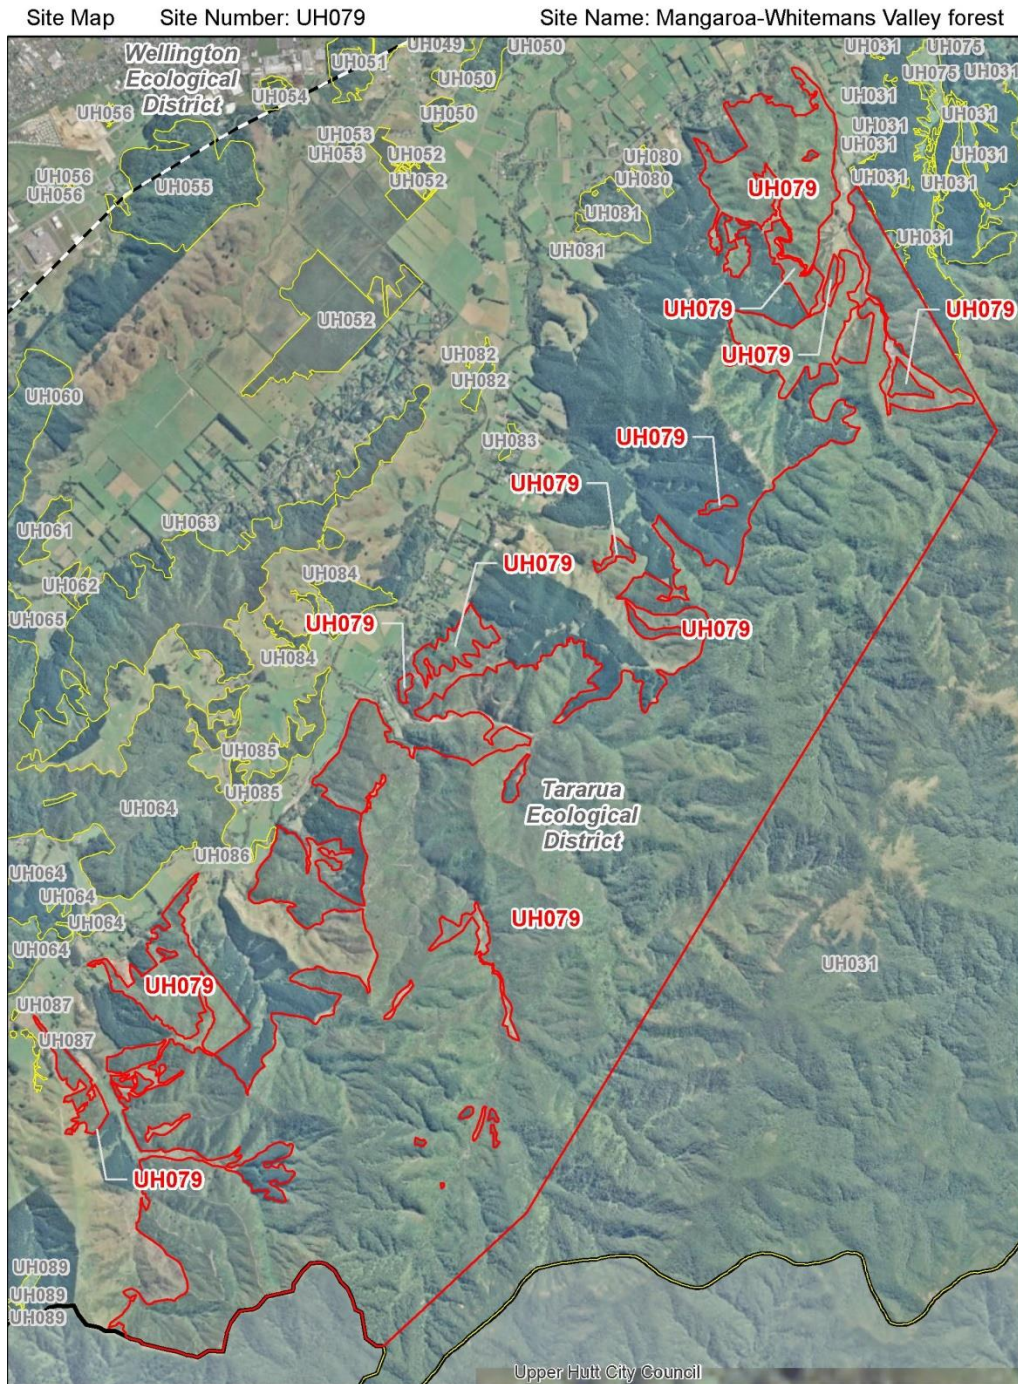 Site Map Site Number: UH079 Site Name: Mangaroa-Whitemans Valley forest
Wellington
Ecological
District
UH049
UH050
UH051
UH050
UH054
UH050
UH056
UH053
UH053
UH052
UH052
UH055
UH056
UH056
UH031
UH075
UH031
UH075
UH031
UH031
UH031
UH031
UH031
UH031
UH031
UH031
UH080
UH080
UH079
UH081
UH081
UH031
UH052
UH079
UH079
UH079
UH082
UH082
UH060
UH083
UH079
UH079
UH061
UH063
UH079
UH062
UH084
UH065
UH079
UH084
UH079
UH085
UH085
UH064
Tararua
Ecological
District
UH086
UH064
UH064
UH064
UH064
UH079
UH031
UH079
UH087
UH087
UH079
UH089
UH089
UH089
Upper Hutt City Council